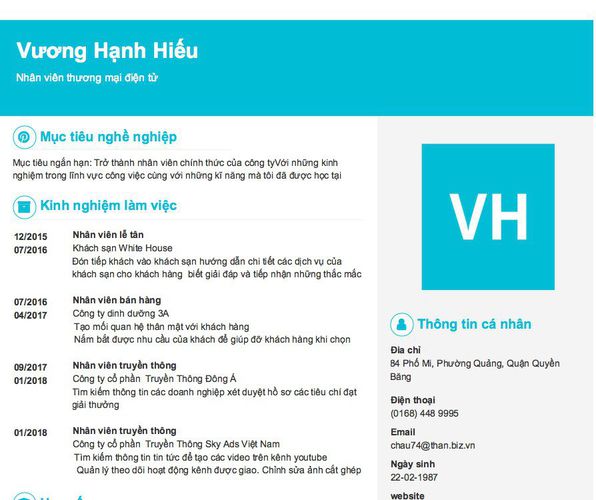 Vương Hạnh Hiếu
Nhân viên thương mại điện tử
Mục tiêu nghề nghiệp
Mục tiêu ngắn hạn: Trở thành nhân viên chính thức của công tyVới những kinh
nghiệm trong lĩnh vực công việc cùng với những kĩ năng mà tôi đã được học tại
Kinh nghiệm làm việc
12/2015
07/2016
Nhân viên lễ tân
Khách sạn White House
Đón tiếp khách vào khách sạn hướng dẫn chi tiết các dịch vụ của
khách sạn cho khách hàng biết giải đáp và tiếp nhận những thắc mắc
07/2016
04/2017
Nhân viên bán hàng
Công ty dinh dưỡng 3A
Tạo mối quan hệ thân mật với khách hàng
Nắm bắt được nhu cầu của khách để giúp đỡ khách hàng khi chọn
09/2017
01/2018
Nhân viên truyền thông
Công ty cổ phần Truyền Thông Đông Á
Tìm kiếm thông tin các doanh nghiệp xét duyệt hồ sơ các tiêu chí đạt
giải thưởng
01/2018
Nhân viên truyền thông
Công ty cổ phần Truyền Thông Sky Ads Việt Nam
Tìm kiếm thông tin tin tức để tạo các video trên kênh youtube
Quản lý theo dõi hoạt động kênh được giao. Chỉnh sửa ảnh cắt ghép
VH
Thông tin cá nhân
Địa chỉ
84 Phố Mi, Phường Quảng, Quận Quyền
Băng
Điện thoại
(0168) 448 9995
Email
chau74@than.biz.vn
Ngày sinh
22-02-1987
website